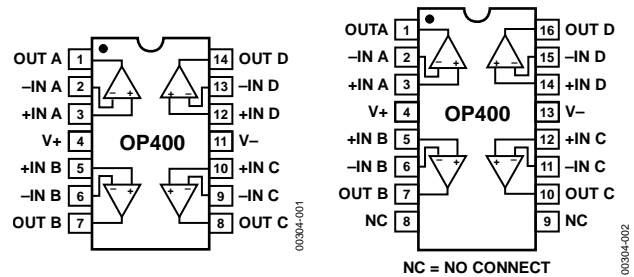 OUT A 1
–IN A 2
+IN A 3
V+ 4
+IN B 5
–IN B 6
OUT B 7
OP400
14 OUT D
13 –IN D
12 +IN D
11 V–
10 +IN C
9 –IN C
8 OUT C
– +
+ –
– +
+ –
00304-001
OUTA 1
–IN A 2
+IN A 3
V+ 4
+IN B 5
–IN B 6
OUT B 7
NC 8
OP400
16 OUT D
15 –IN D
14 +IN D
13 V–
12 +IN C
11 –IN C
10 OUT C
9 NC
– +
+ –
– +
+ –
NC = NO CONNECT
00304-002